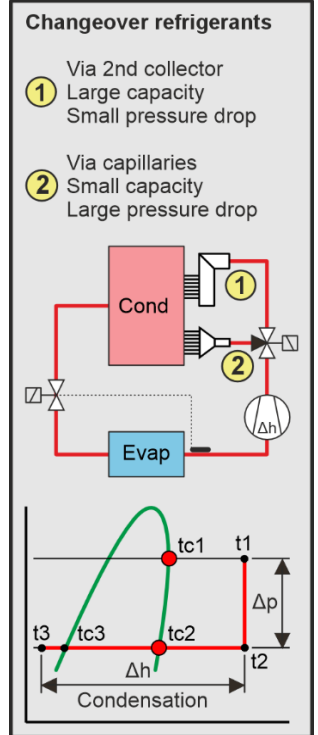 Changeover refrigerants
Via 2nd collector
1 Large capacity
Small pressure drop
Via capillaries
2 Small capacity
Large pressure drop
Cond
1
2
Δh
Evap
tc1 t1
Δp
t3 tc3 tc2 t2
Δh
Condensation